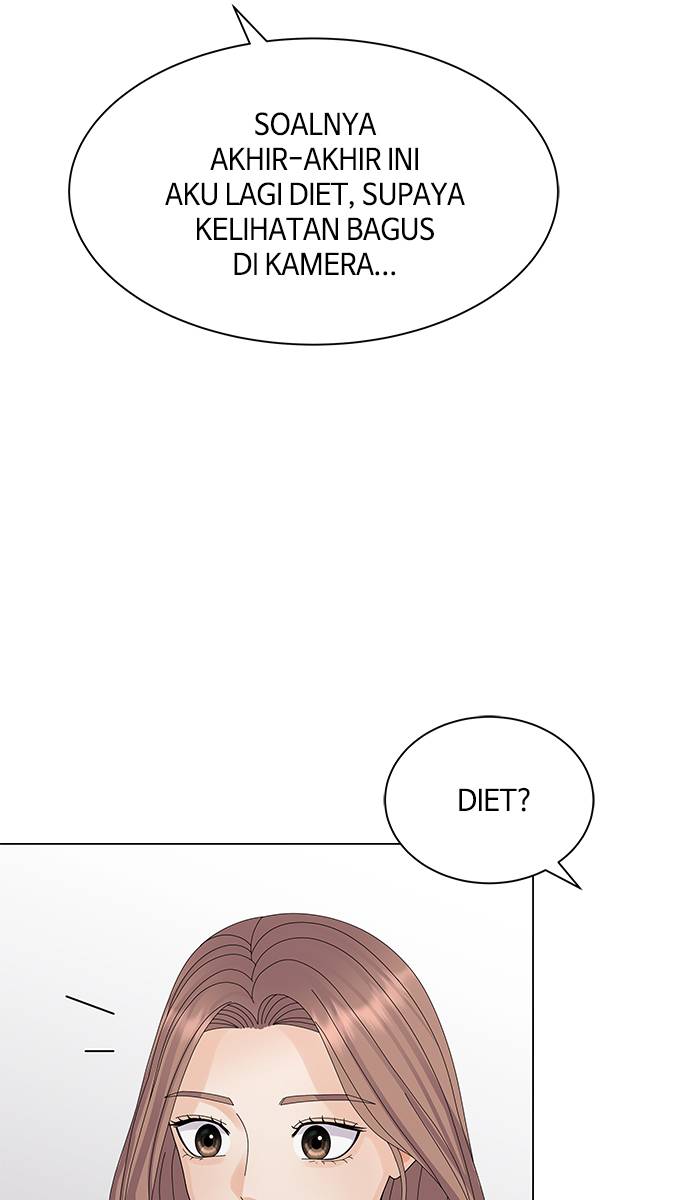 SOALNYA
AKHIR-AKHIR INI
AKU LAGI DIET, SUPAYA
KELIHATAN BAGUS
DI KAMERA...
DIET?